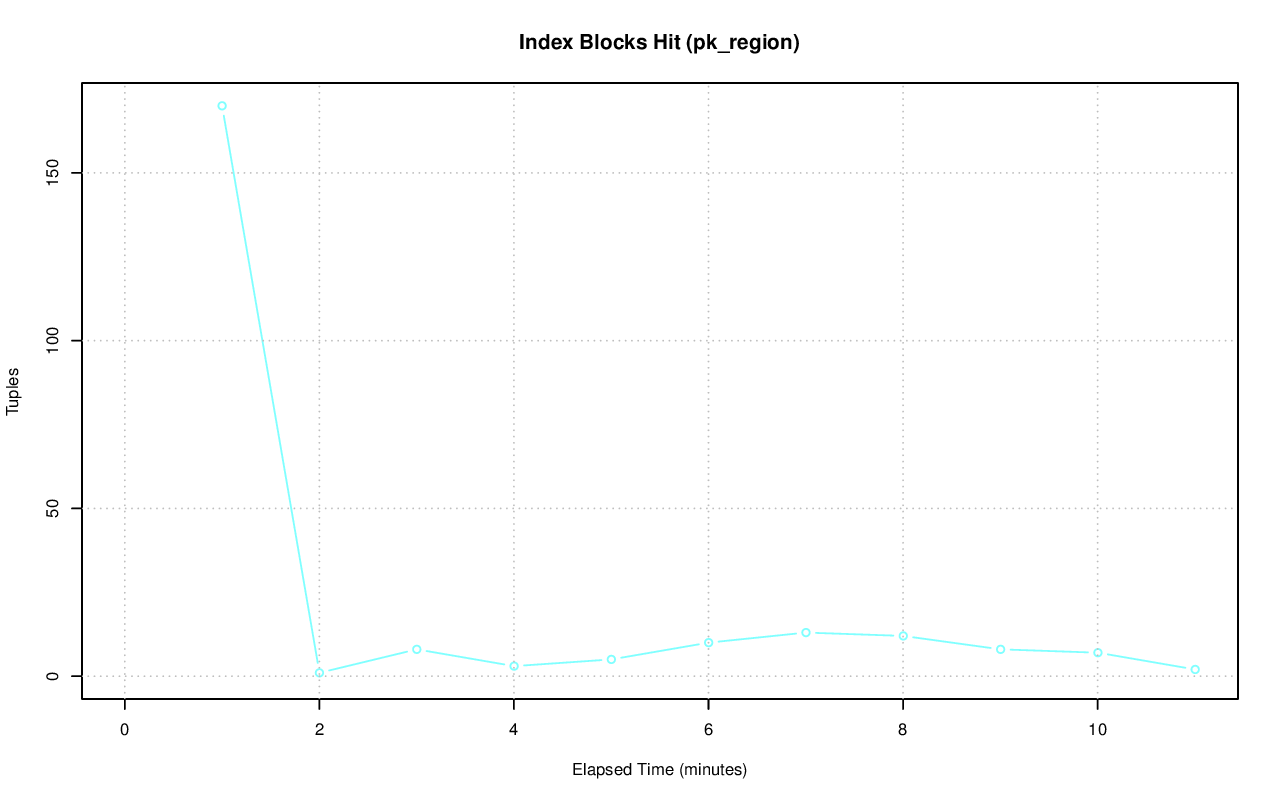 Index Blocks Hit (pk_region)
150
100
50
0
Tuples
0 2 4 6 8 10
Elapsed Time (minutes)